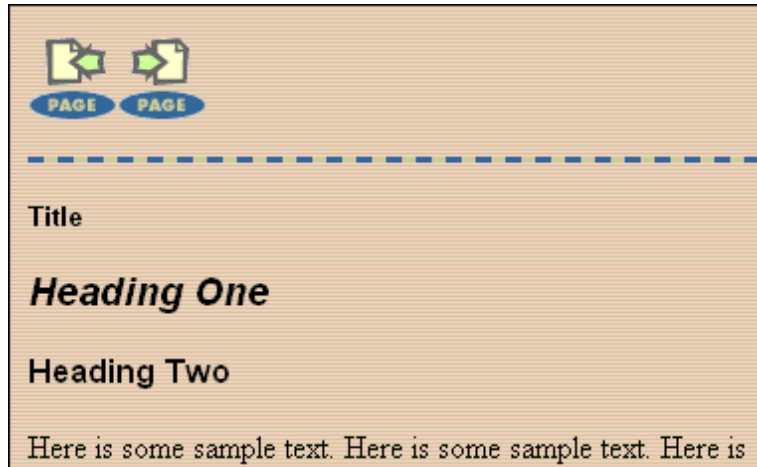 PAGE PAGE
Title
Heading One
Heading Two
Here is some sample text. Here is some sample text. Here is